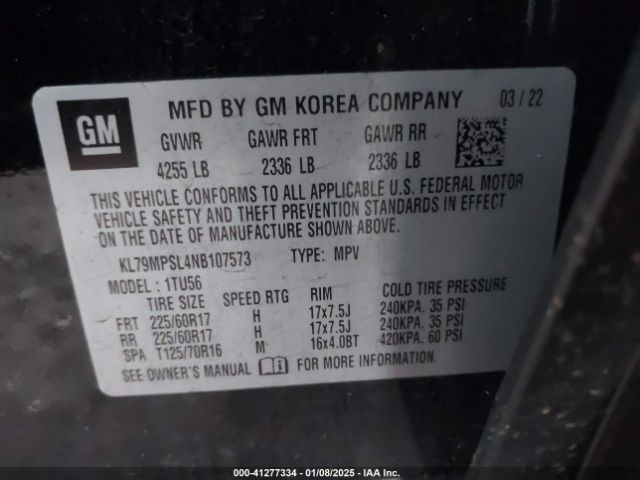 GM
MFD BY GM KOREA COMPANY 03 / 22
GVWR GAWR FRT GAWR RR
4255 LB 2336 LB 2336 LB
THIS VEHICLE CONFORMS TO ALL APPLICABLE U.S. FEDERAL MOTOR
VEHICLE SAFETY AND THEFT PREVENTION STANDARDS IN EFFECT
ON THE DATE OF MANUFACTURE SHOWN ABOVE.
KL79MPSL4NB107573 TYPE: MPV
MODEL : 1TU56
TIRE SIZE SPEED RTG RIM COLD TIRE PRESSURE
FRT 225/60R17 H 17x7.5J 240KPA. 35 PSI
RR 225/60R17 H 17x7.5J 240KPA. 35 PSI
SPA T125/70R16 M 16x4.0BT 420KPA. 60 PSI
SEE OWNER'S MANUAL FOR MORE INFORMATION
000-41277334 - 01/08/2025 - IAA Inc.